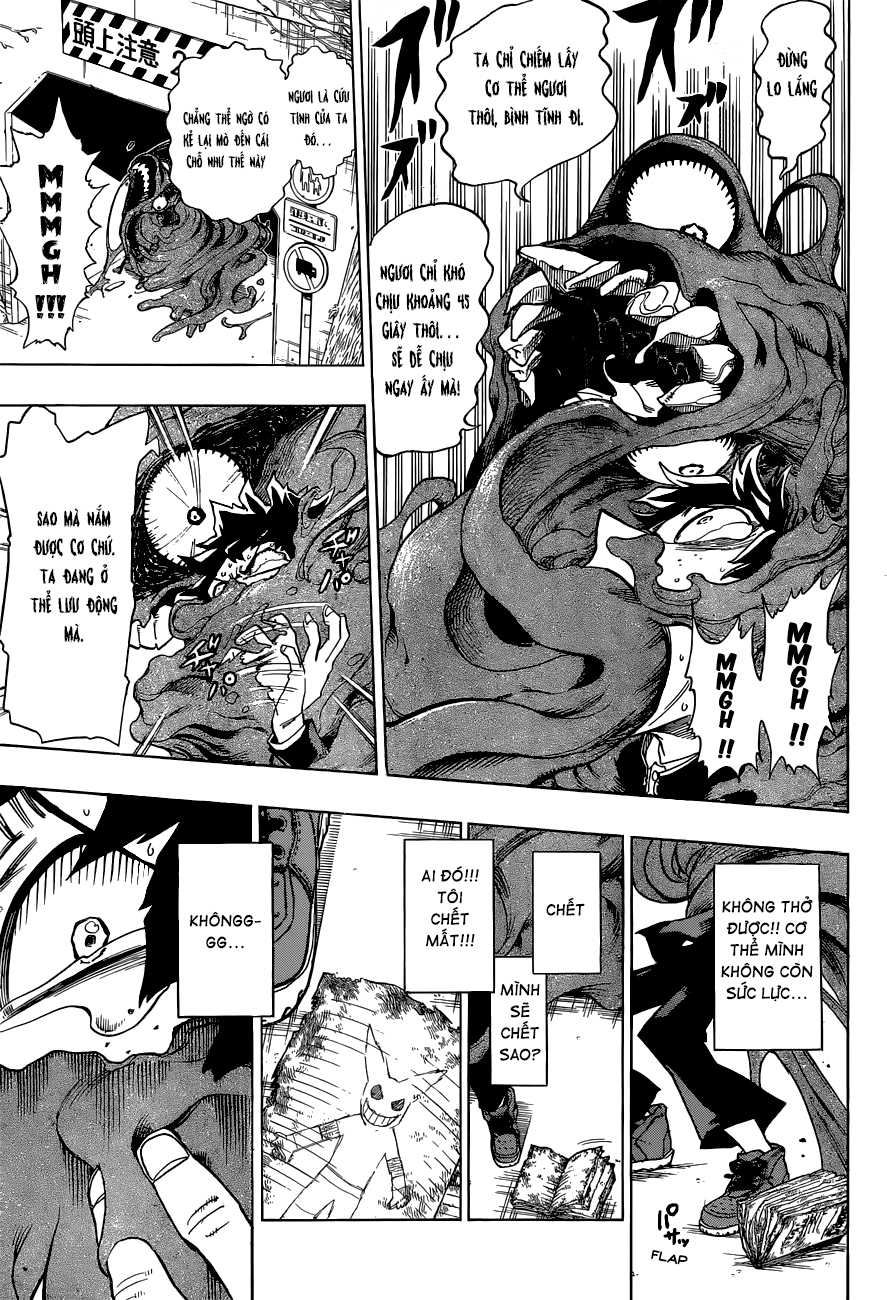 ĐỪNG
LO LẮNG
TA CHỈ CHIẾM LẤY
CƠ THỂ NGƯƠI
THÔI, BÌNH TĨNH ĐI.
NGƯƠI CHỈ KHÓ
CHỊU KHOẢNG 45
GIÂY THÔI...
SẼ DỄ CHỊU
NGAY ẤY MÀ!
MMGH !!
MMGH !!
頭上注意 2
NGƯƠI LÀ CỨU
TINH CỦA TA
ĐÓ...
CHẲNG THỂ NGỜ CÓ
KẺ LẠI MÒ ĐẾN CÁI
CHỖ NHƯ THẾ NÀY
MMMGH !!!
SAO MÀ NẮM
ĐƯỢC CƠ CHỨ.
TA ĐANG Ở
THỂ LƯU ĐỘNG
MÀ.
KHÔNG THỞ
ĐƯỢC!! CƠ
THỂ MÌNH
KHÔNG CÒN
SỨC LỰC...
パサッ
FLAP
CHẾT
MÌNH
SẼ
CHẾT
SAO?
AI ĐÓ!!!
TÔI
CHẾT
MẤT!!!
KHÔNGG-
GG...